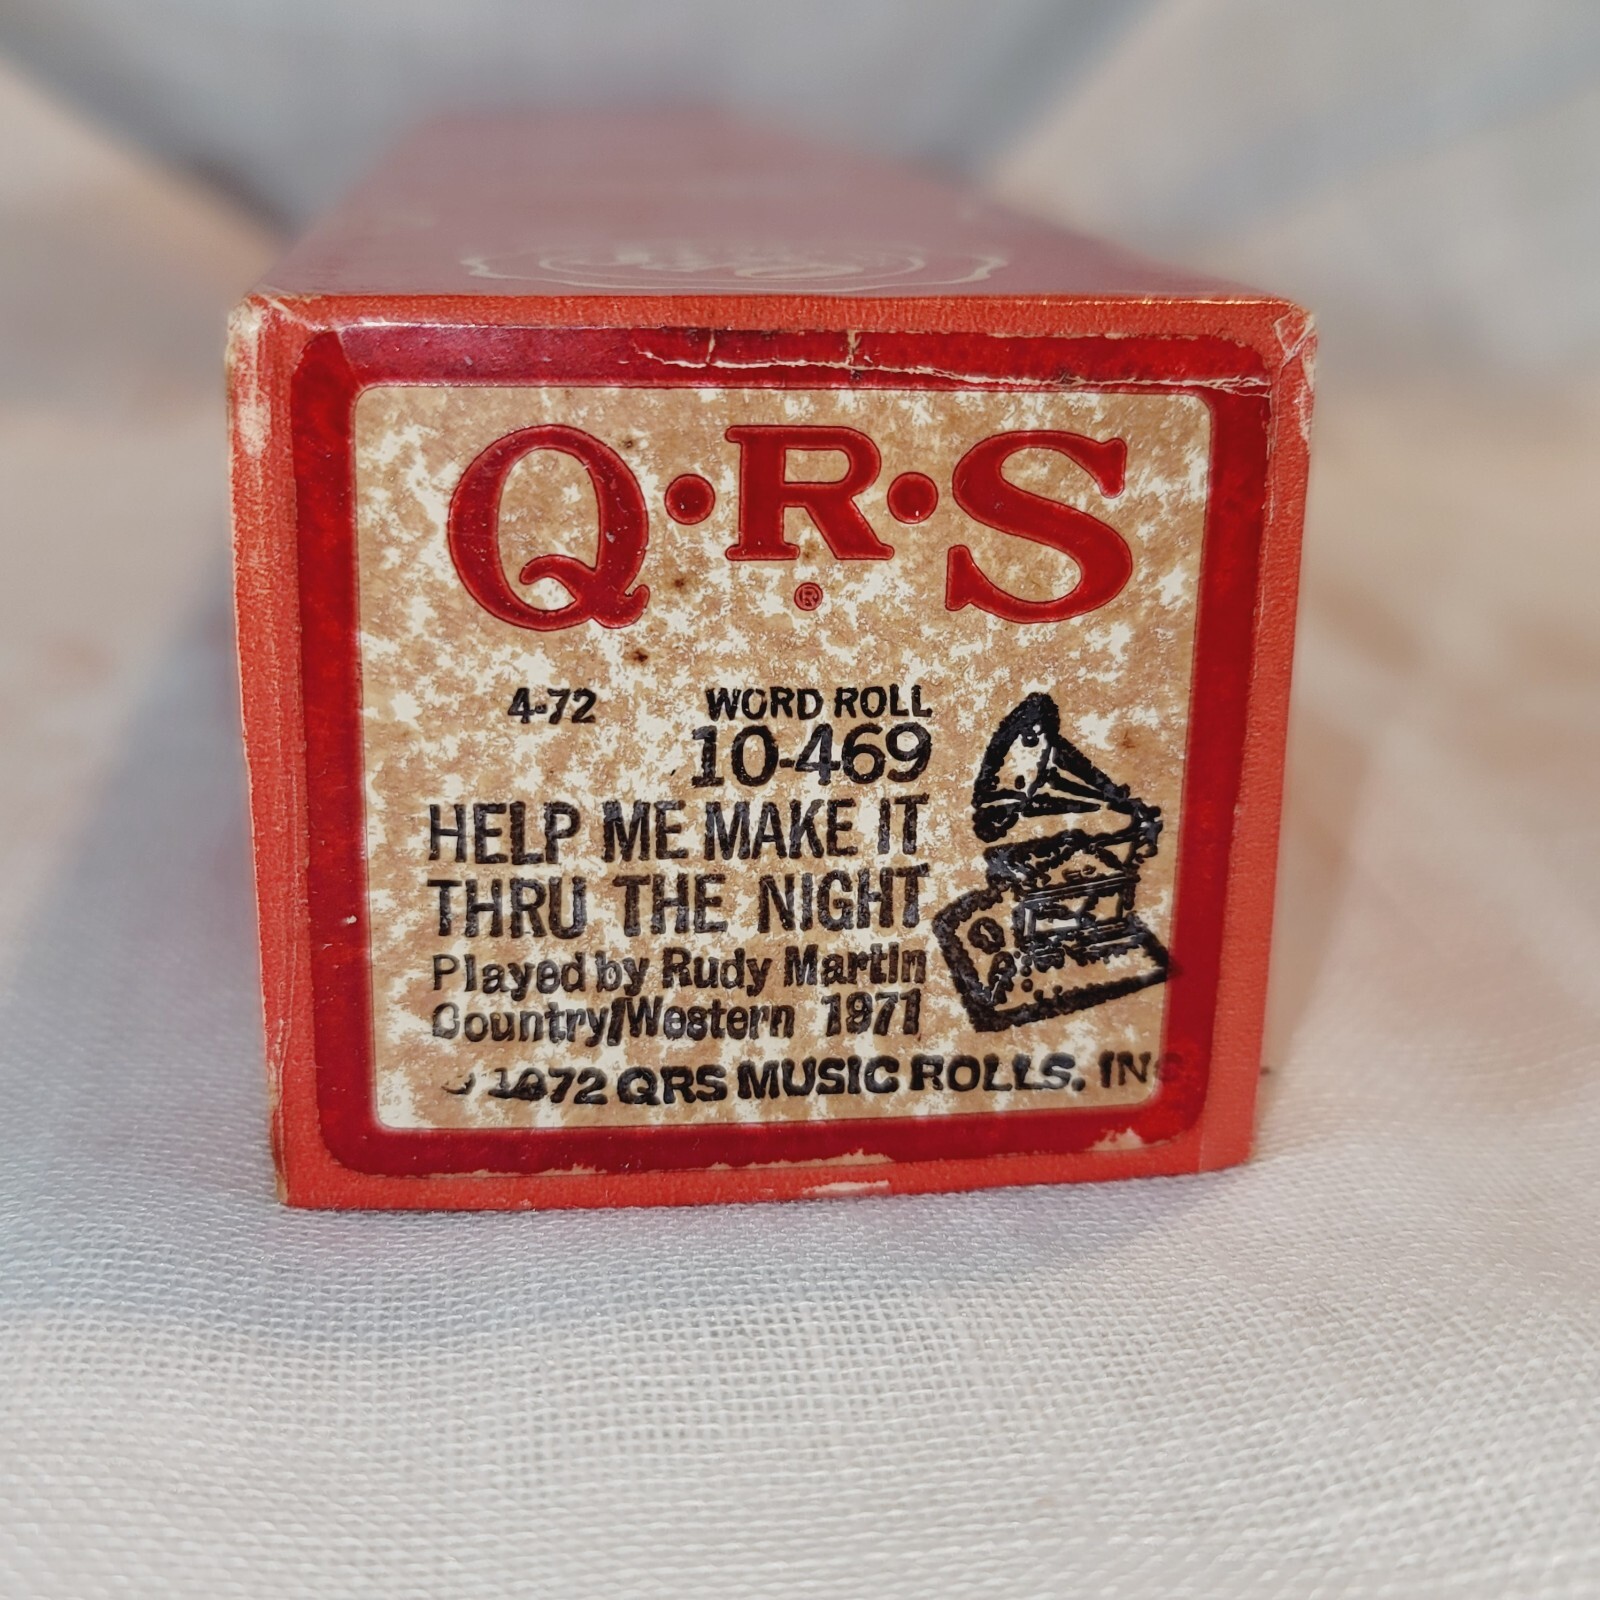 Q·R·S
®
4-72 WORD ROLL
10-469
HELP ME MAKE IT
THRU THE NIGHT
Played by Rudy Martin
Country/Western 1971
1972 QRS MUSIC ROLLS, INC